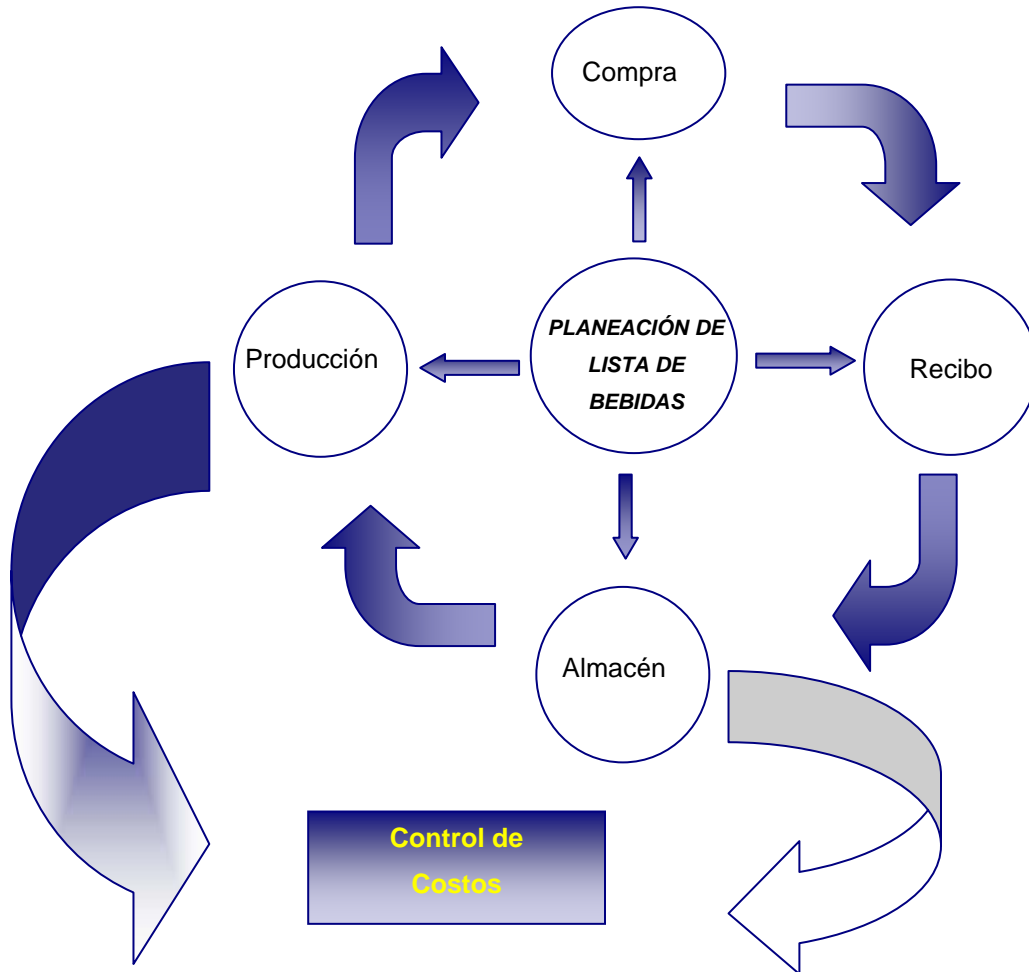 Compra
PLANEACIÓN DE
LISTA DE
BEBIDAS
Producción
Recibo
Almacén
Control de
Costos